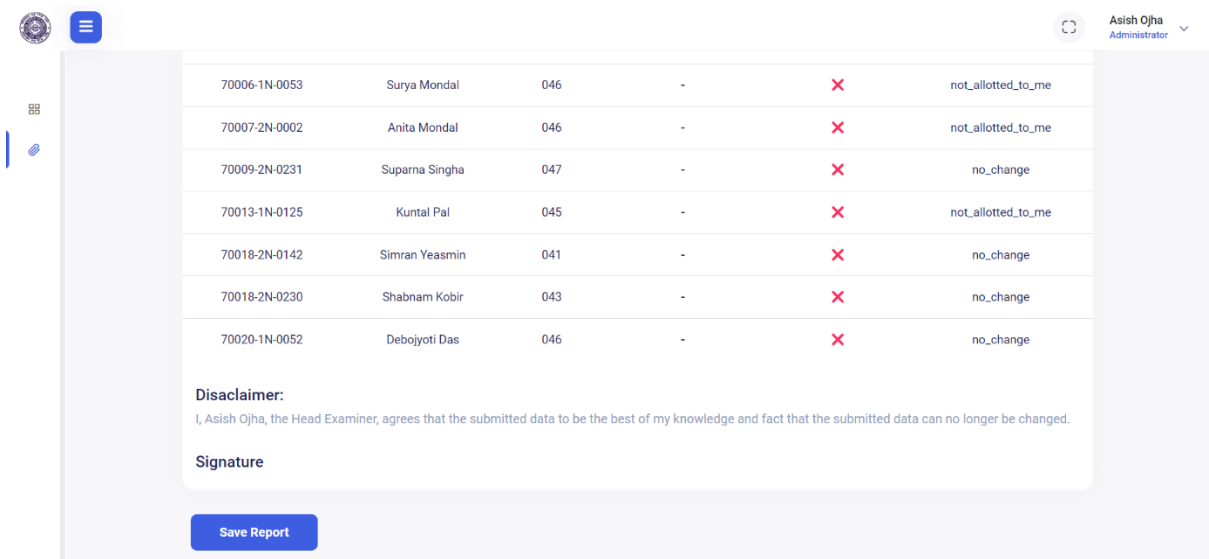 Asish Ojha
Administrator
70006-1N-0053 Surya Mondal 046 - ❌ not_allotted_to_me
70007-2N-0002 Anita Mondal 046 - ❌ not_allotted_to_me
70009-2N-0231 Suparna Singha 047 - ❌ no_change
70013-1N-0125 Kuntal Pal 045 - ❌ not_allotted_to_me
70018-2N-0142 Simran Yeasmin 041 - ❌ no_change
70018-2N-0230 Shabnam Kobir 043 - ❌ no_change
70020-1N-0052 Debojyoti Das 046 - ❌ no_change
Disaclaimer:
I, Asish Ojha, the Head Examiner, agrees that the submitted data to be the best of my knowledge and fact that the submitted data can no longer be changed.
Signature
Save Report